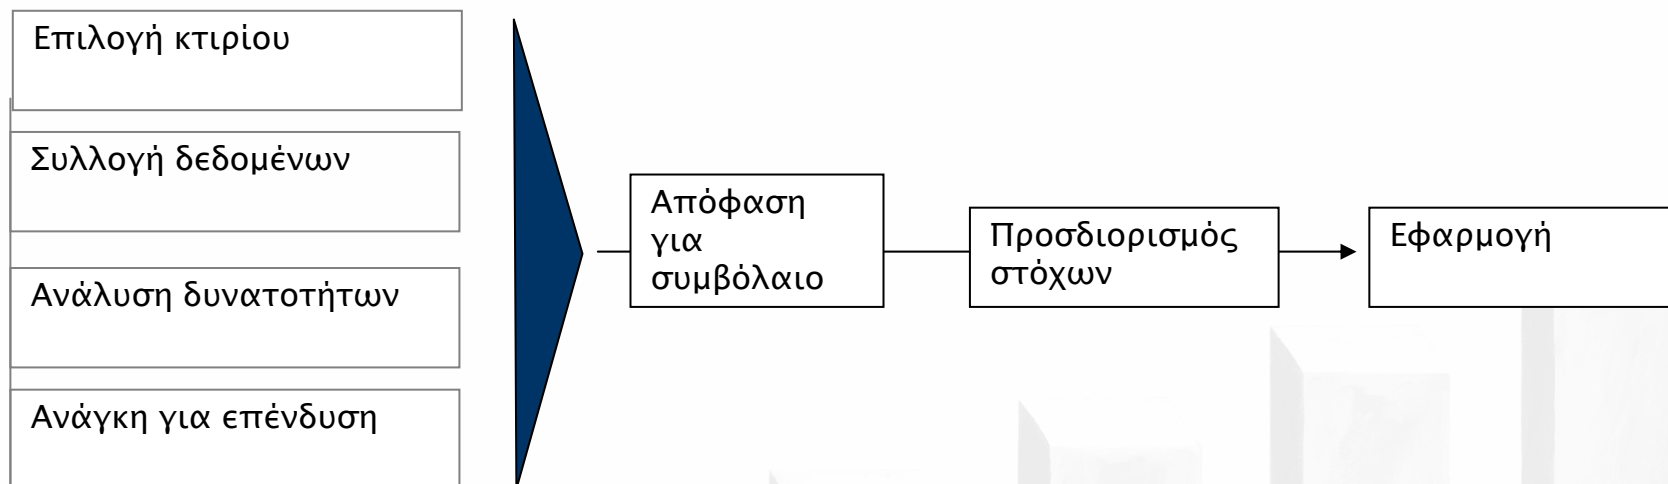 Επιλογή κτιρίου
Συλλογή δεδομένων
Ανάλυση δυνατοτήτων
Ανάγκη για επένδυση
Απόφαση
για
συμβόλαιο
Προσδιορισμός
στόχων
Εφαρμογή